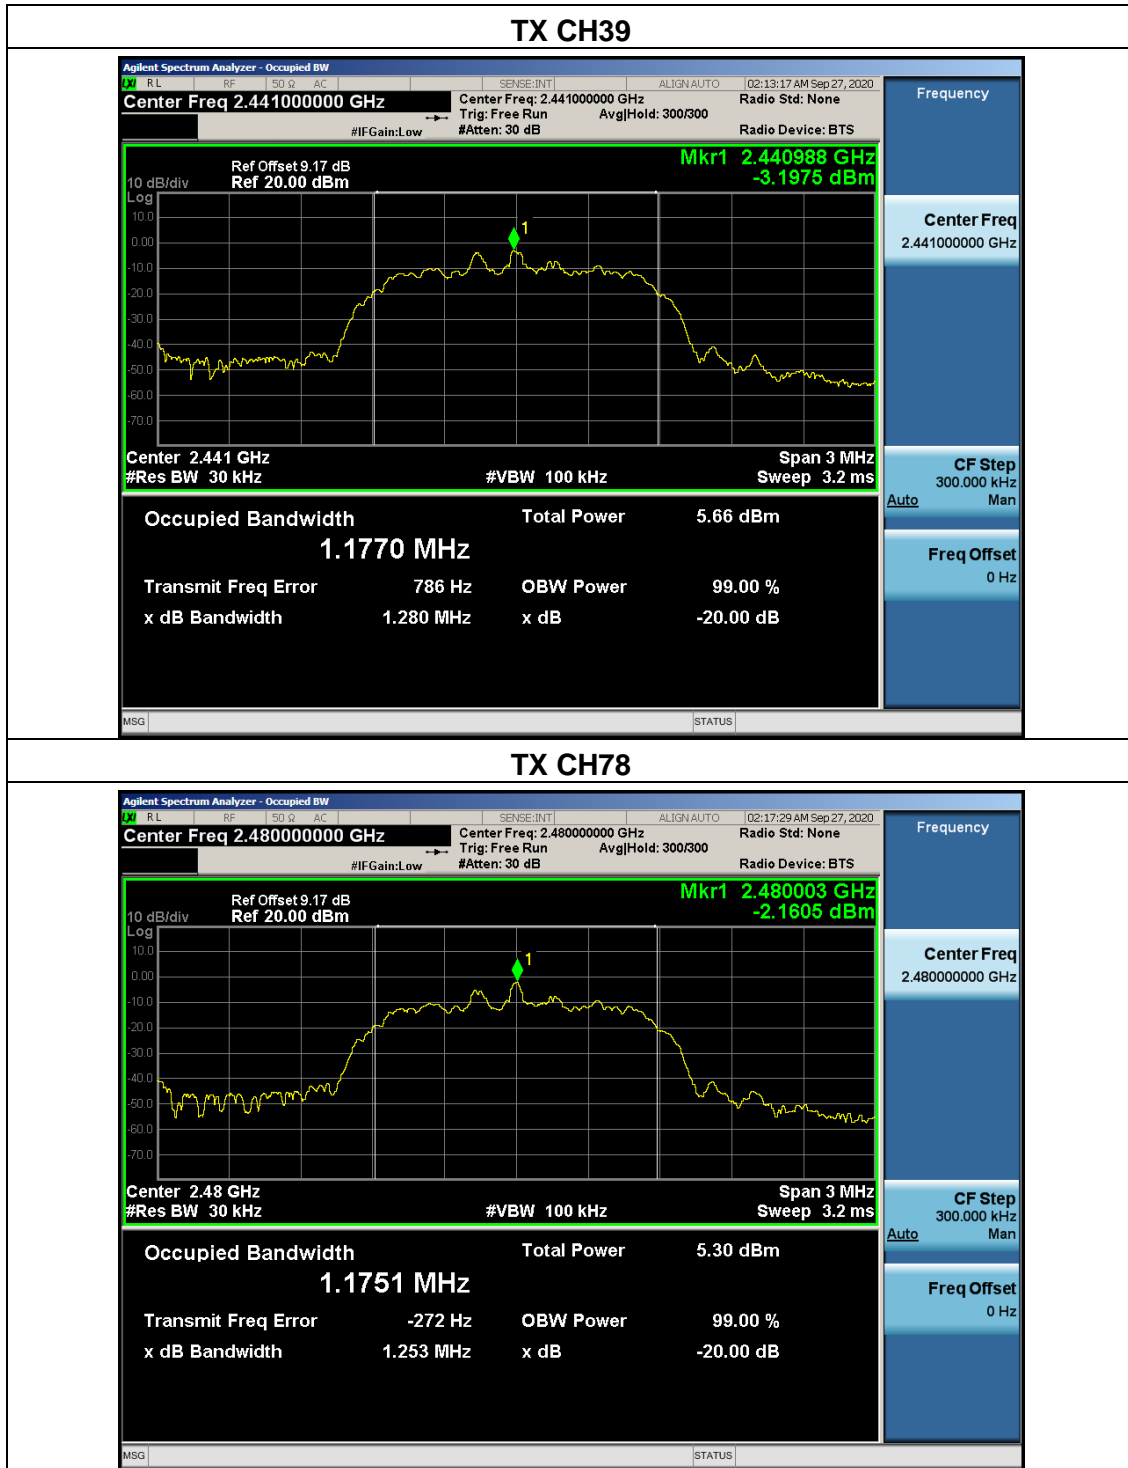 TX CH39
Agilent Spectrum Analyzer - Occupied BW
LXI RL RF 50 Ω AC SENSE:INT ALIGN AUTO 02:13:17 AM Sep 27, 2020
Center Freq 2.441000000 GHz
Center Freq: 2.441000000 GHz Radio Std: None
Trig: Free Run Avg|Hold: 300/300
#IFGain:Low #Atten: 30 dB Radio Device: BTS
Frequency
Mkr1 2.440988 GHz
-3.1975 dBm
Ref Offset 9.17 dB
10 dB/div Ref 20.00 dBm
Log
10.0
0.00
-10.0
-20.0
-30.0
-40.0
-50.0
-60.0
-70.0
1
Center 2.441 GHz Span 3 MHz
#Res BW 30 kHz #VBW 100 kHz Sweep 3.2 ms
Center Freq
2.441000000 GHz
CF Step
300.000 kHz
Auto Man
Freq Offset
0 Hz
Occupied Bandwidth Total Power 5.66 dBm
1.1770 MHz
Transmit Freq Error 786 Hz OBW Power 99.00 %
x dB Bandwidth 1.280 MHz x dB -20.00 dB
MSG STATUS
TX CH78
Agilent Spectrum Analyzer - Occupied BW
LXI RL RF 50 Ω AC SENSE:INT ALIGN AUTO 02:17:29 AM Sep 27, 2020
Center Freq 2.480000000 GHz
Center Freq: 2.480000000 GHz Radio Std: None
Trig: Free Run Avg|Hold: 300/300
#IFGain:Low #Atten: 30 dB Radio Device: BTS
Frequency
Mkr1 2.480003 GHz
-2.1605 dBm
Ref Offset 9.17 dB
10 dB/div Ref 20.00 dBm
Log
10.0
0.00
-10.0
-20.0
-30.0
-40.0
-50.0
-60.0
-70.0
1
Center 2.48 GHz Span 3 MHz
#Res BW 30 kHz #VBW 100 kHz Sweep 3.2 ms
Center Freq
2.480000000 GHz
CF Step
300.000 kHz
Auto Man
Freq Offset
0 Hz
Occupied Bandwidth Total Power 5.30 dBm
1.1751 MHz
Transmit Freq Error -272 Hz OBW Power 99.00 %
x dB Bandwidth 1.253 MHz x dB -20.00 dB
MSG STATUS